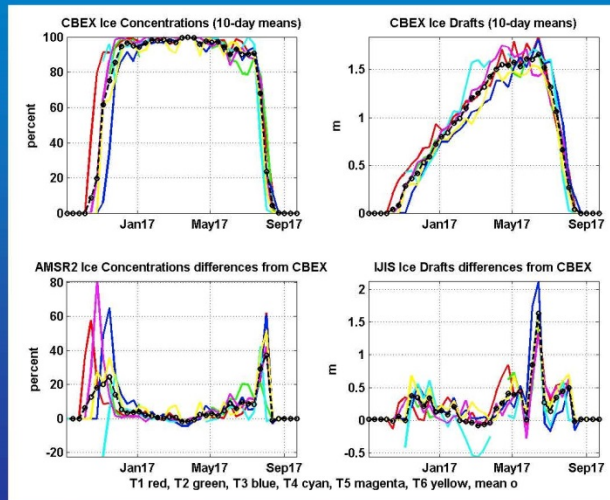 CBEX Ice Concentrations (10-day means)
100
80
60
40
20
0
percent
Jan17 May17 Sep17
CBEX Ice Drafts (10-day means)
1.5
1
0.5
0
m
Jan17 May17 Sep17
AMSR2 Ice Concentrations differences from CBEX
80
60
40
20
0
-20
percent
Jan17 May17 Sep17
IJIS Ice Drafts differences from CBEX
2
1.5
1
0.5
0
-0.5
m
Jan17 May17 Sep17
T1 red, T2 green, T3 blue, T4 cyan, T5 magenta, T6 yellow, mean o